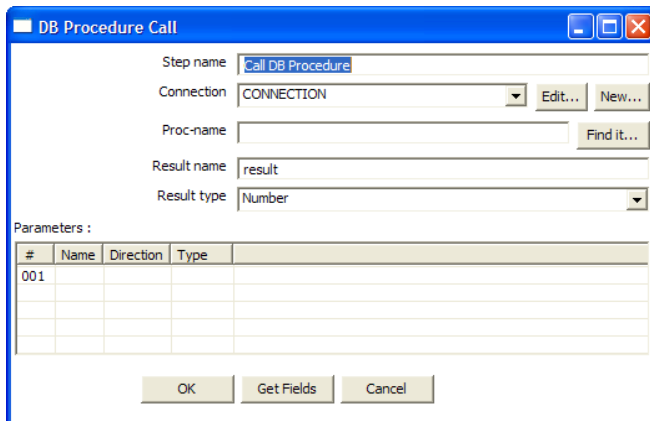 DB Procedure Call
Step name Call DB Procedure
Connection CONNECTION Edit... New...
Proc-name Find it...
Result name result
Result type Number
Parameters :
# Name Direction Type
001
OK Get Fields Cancel